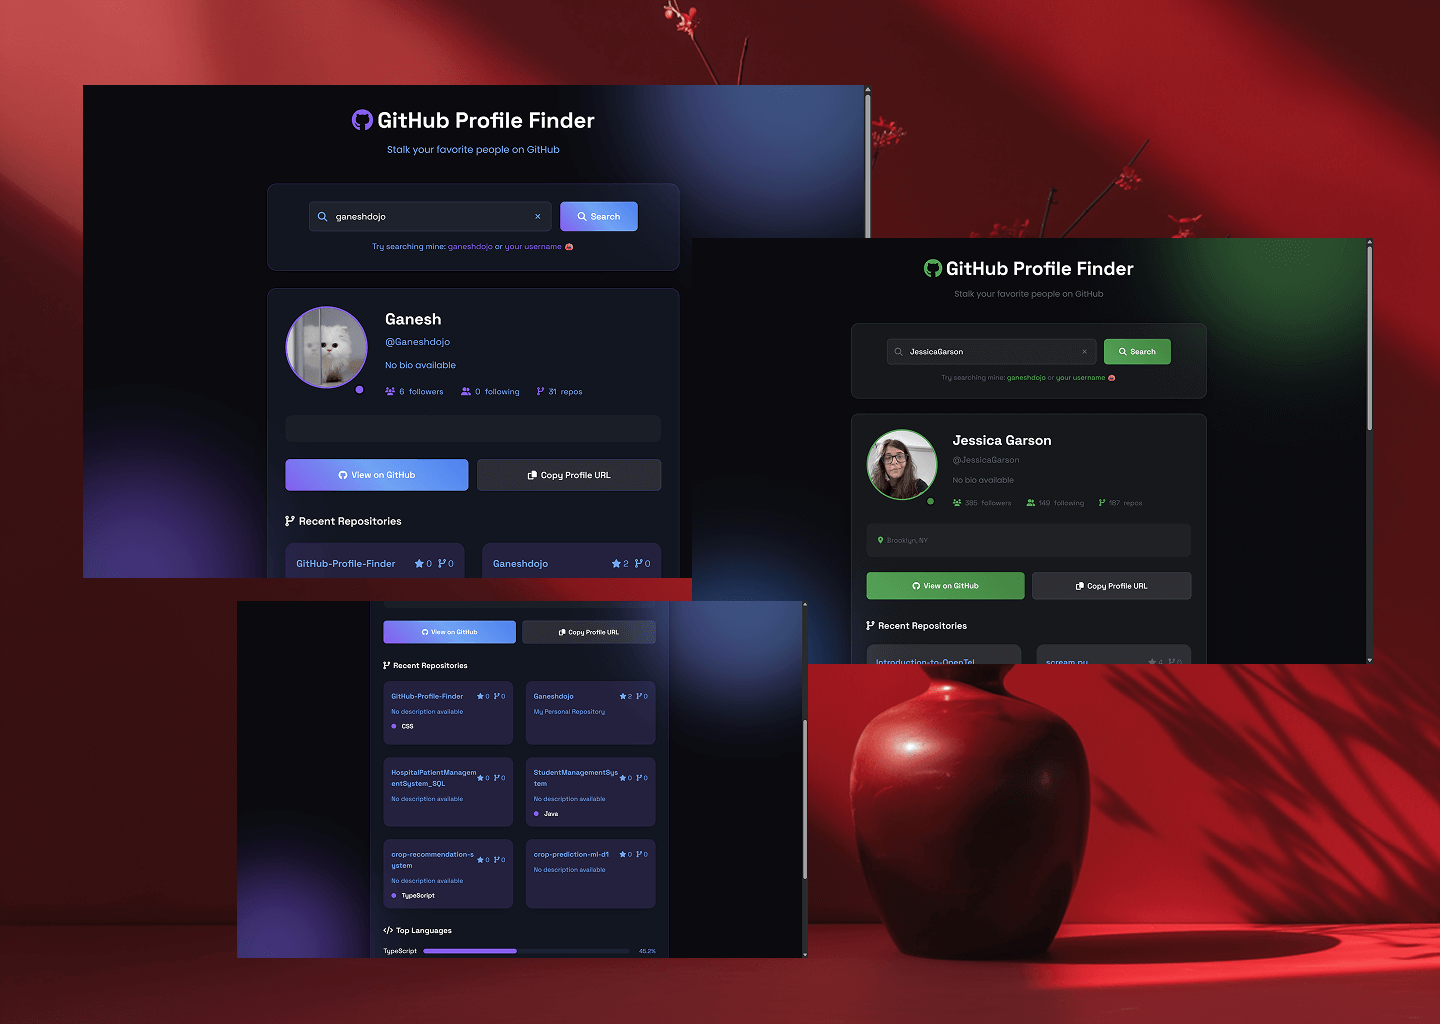 GitHub Profile Finder
Stalk your favorite people on GitHub
ganeshdojo
Search
Try searching mine: ganeshdojo or your username
Ganesh
@Ganeshdojo
No bio available
6 followers 0 following 31 repos
View on GitHub
Copy Profile URL
Recent Repositories
GitHub-Profile-Finder 0 0
Ganeshdojo 2 0
GitHub Profile Finder
Stalk your favorite people on GitHub
JessicaGarson
Search
Try searching mine: ganeshdojo or your username
Jessica Garson
@JessicaGarson
No bio available
385 followers 149 following 187 repos
Brooklyn, NY
View on GitHub
Copy Profile URL
Recent Repositories
Introduction-to-OpenTel
scream.py 4 0
View on GitHub
Copy Profile URL
Recent Repositories
GitHub-Profile-Finder 0 0
No description available
CSS
Ganeshdojo 2 0
My Personal Repository
HospitalPatientManagem
entSystem_SQL 0 0
No description available
StudentManagementSys
tem 0 0
No description available
Java
crop-recommendation-s
ystem 0 0
No description available
TypeScript
crop-prediction-ml-d1 0 0
No description available
</> Top Languages
TypeScript 45.2%